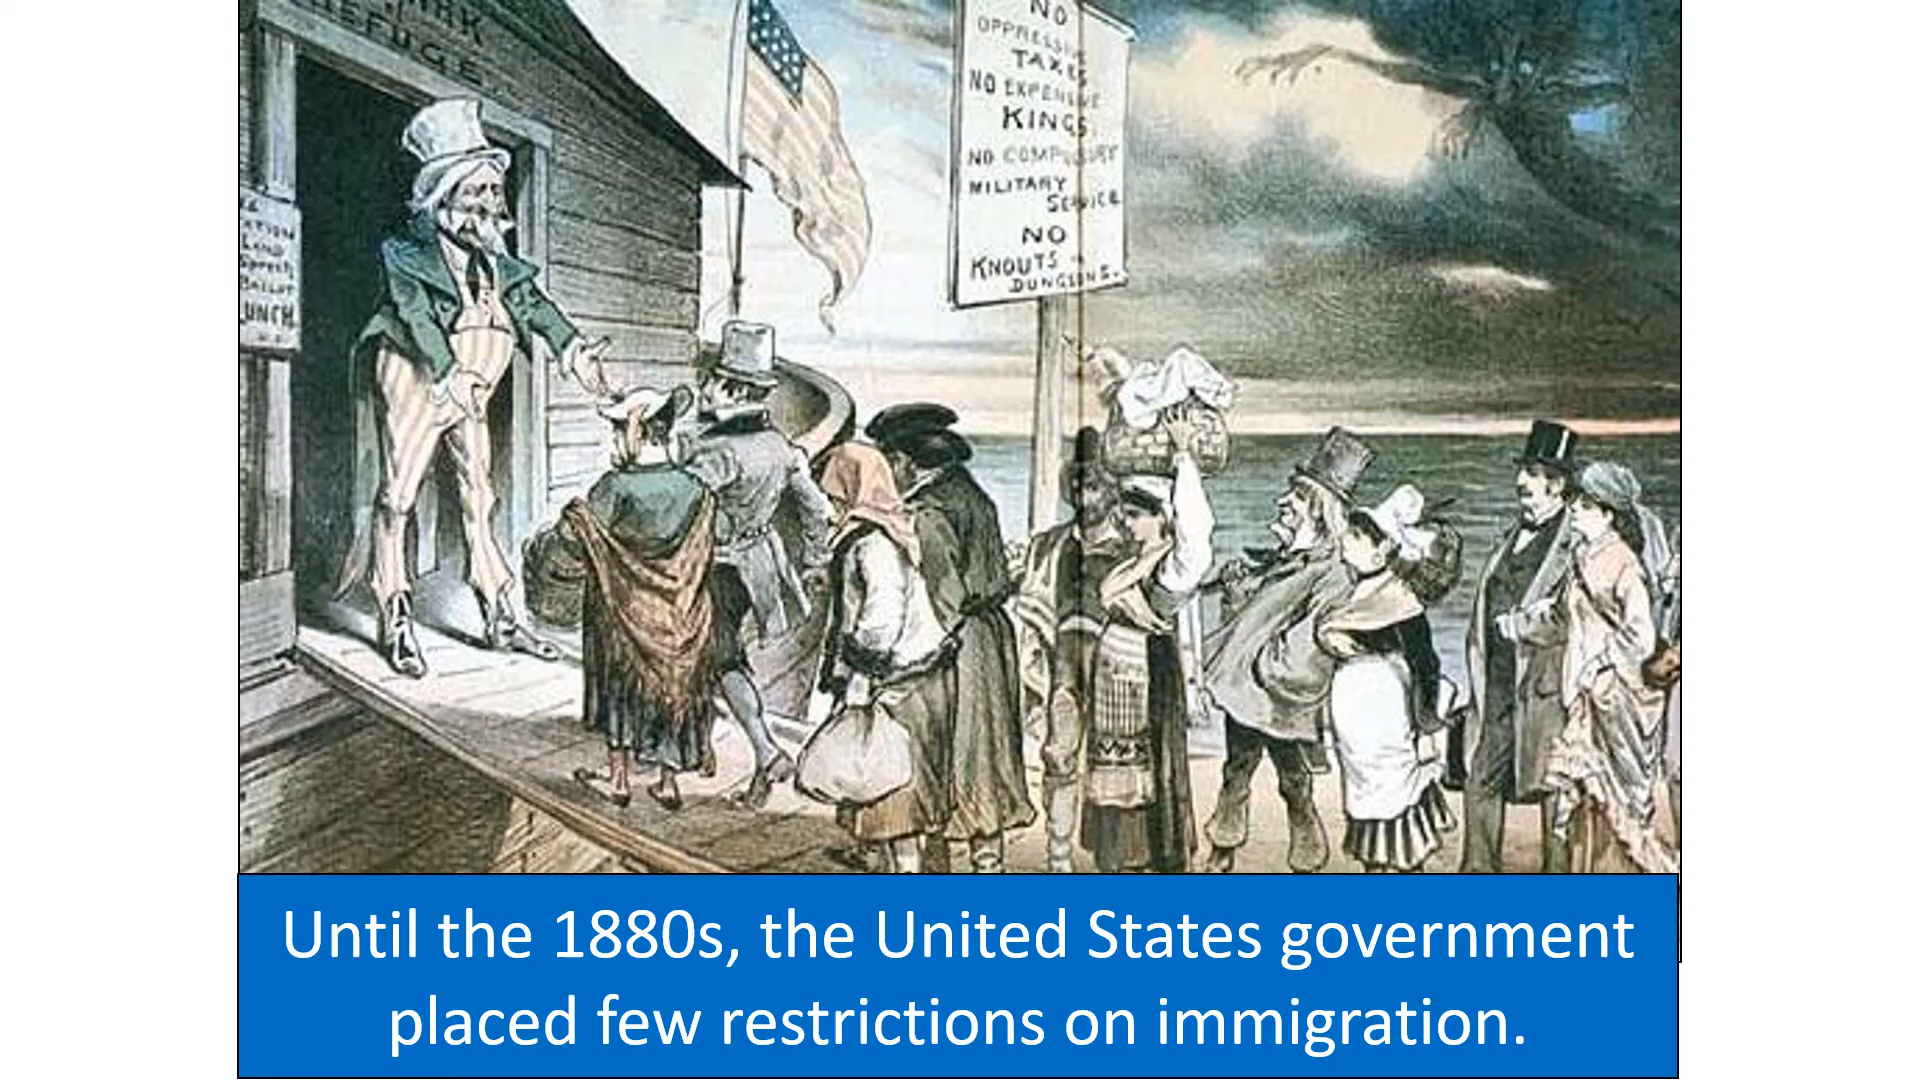 REFUGE
LAND
UNCH
NO
OPPRESSIVE
TAXES
NO EXPENSIVE
KINGS.
NO COMPULSORY
MILITARY
SERVICE
NO
KNOUTS
DUNGEONS.
Until the 1880s, the United States government
placed few restrictions on immigration.